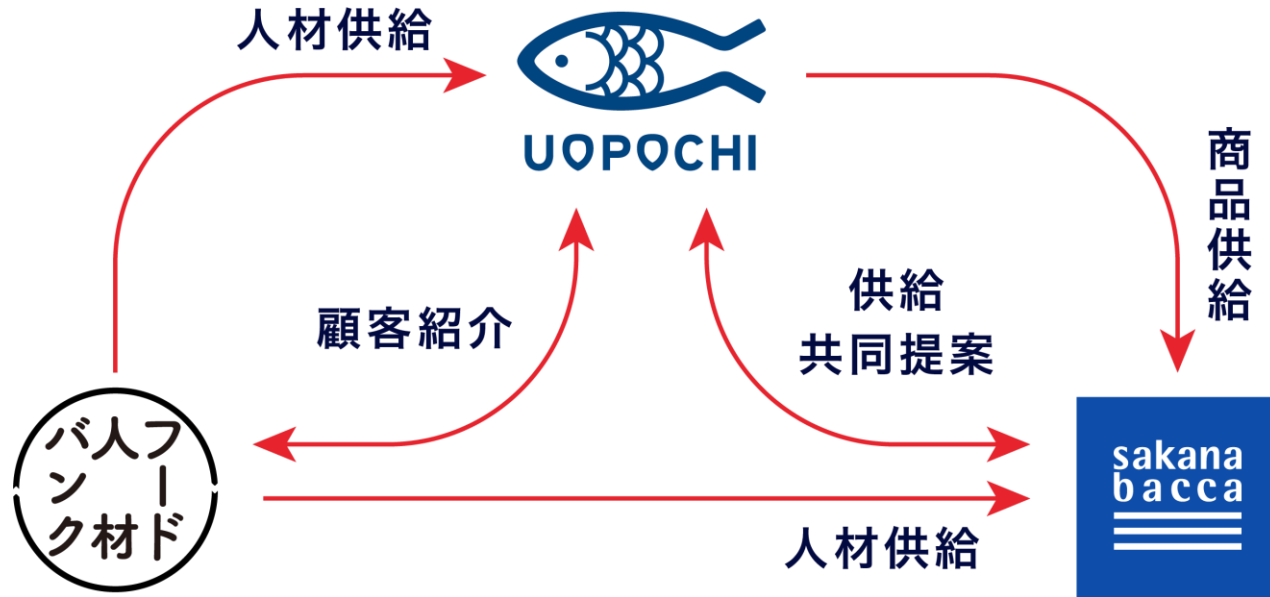 人材供給
UOPOCHI
商品供給
顧客紹介
供給
共同提案
フード
人材
バンク
sakana
bacca
人材供給